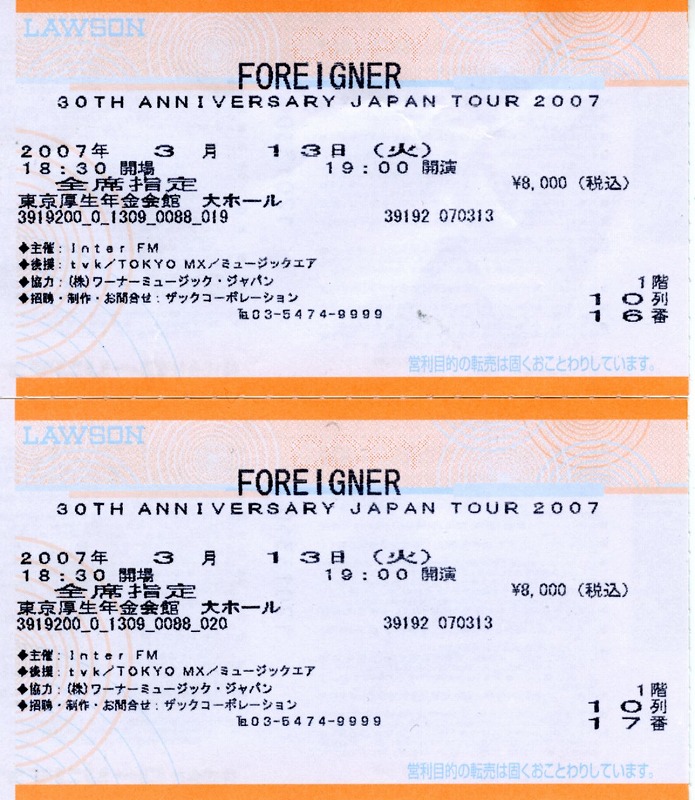 LAWSON
COPY
FOREIGNER
30TH ANNIVERSARY JAPAN TOUR 2007
2007年 3月 13日 (火)
18:30 開場 19:00 開演
全席指定 ¥8,000 (税込)
東京厚生年金会館 大ホール
3919200_0_1309_0088_019 39192 070313
◆主催:Inter FM
◆後援:tvk/TOKYO MX/ミュージックエア
◆協力:(株)ワーナーミュージック・ジャパン
1階
◆招聘・制作・お問合せ:ザックコーポレーション
10列
℡03-5474-9999
16番
営利目的の転売は固くおことわりしています。
LAWSON
COPY
FOREIGNER
30TH ANNIVERSARY JAPAN TOUR 2007
2007年 3月 13日 (火)
18:30 開場 19:00 開演
全席指定 ¥8,000 (税込)
東京厚生年金会館 大ホール
3919200_0_1309_0088_020 39192 070313
◆主催:Inter FM
◆後援:tvk/TOKYO MX/ミュージックエア
◆協力:(株)ワーナーミュージック・ジャパン
1階
◆招聘・制作・お問合せ:ザックコーポレーション
10列
℡03-5474-9999
17番
営利目的の転売は固くおことわりしています。